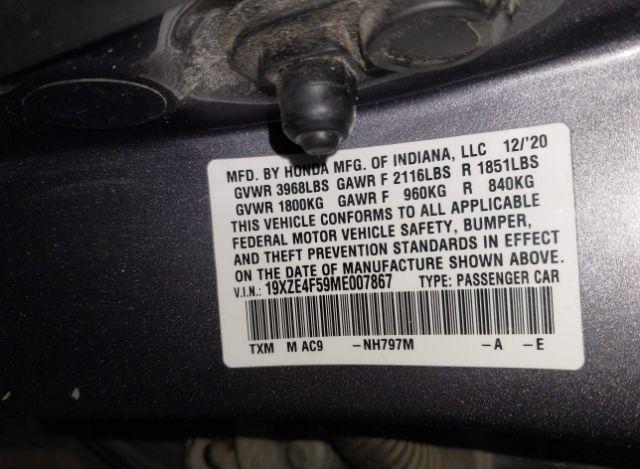 MFD. BY HONDA MFG. OF INDIANA, LLC 12/'20
GVWR 3968LBS GAWR F 2116LBS R 1851LBS
GVWR 1800KG GAWR F 960KG R 840KG
THIS VEHICLE CONFORMS TO ALL APPLICABLE
FEDERAL MOTOR VEHICLE SAFETY, BUMPER,
AND THEFT PREVENTION STANDARDS IN EFFECT
ON THE DATE OF MANUFACTURE SHOWN ABOVE.
V.I.N.: 19XZE4F59ME007867 TYPE: PASSENGER CAR
TXM M AC9 -NH797M -A -E